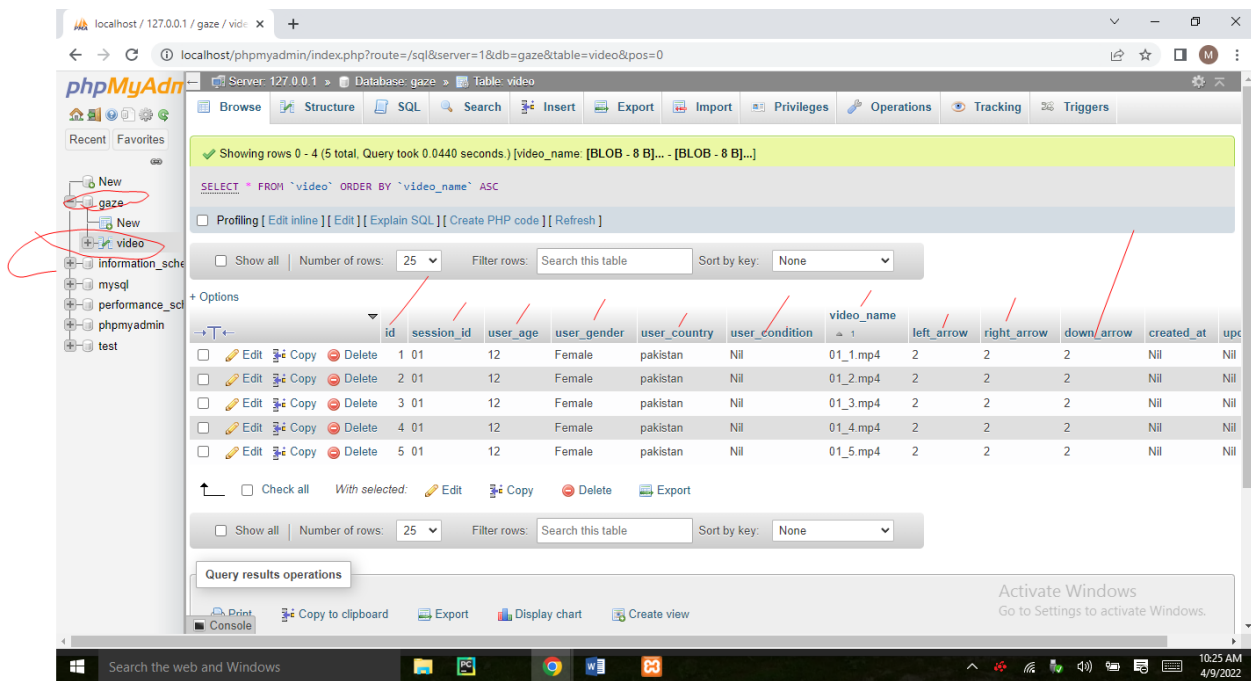 localhost / 127.0.0.1 / gaze / vide
localhost/phpmyadmin/index.php?route=/sql&server=1&db=gaze&table=video&pos=0
M
phpMyAdm
Server: 127.0.0.1 » Database: gaze » Table: video
Browse Structure SQL Search Insert Export Import Privileges Operations Tracking Triggers
Recent Favorites
New
gaze
New
video
information_sche
mysql
performance_scl
phpmyadmin
test
Showing rows 0 - 4 (5 total, Query took 0.0440 seconds.) [video_name: [BLOB - 8 B]... - [BLOB - 8 B]...]
SELECT * FROM `video` ORDER BY `video_name` ASC
Profiling [ Edit inline ] [ Edit ] [ Explain SQL ] [ Create PHP code ] [ Refresh ]
Show all | Number of rows: 25 Filter rows: Search this table Sort by key: None
+ Options
id session_id user_age user_gender user_country user_condition video_name 1 left_arrow right_arrow down_arrow created_at upd
Edit Copy Delete 1 01 12 Female pakistan Nil 01_1.mp4 2 2 2 Nil Nil
Edit Copy Delete 2 01 12 Female pakistan Nil 01_2.mp4 2 2 2 Nil Nil
Edit Copy Delete 3 01 12 Female pakistan Nil 01_3.mp4 2 2 2 Nil Nil
Edit Copy Delete 4 01 12 Female pakistan Nil 01_4.mp4 2 2 2 Nil Nil
Edit Copy Delete 5 01 12 Female pakistan Nil 01_5.mp4 2 2 2 Nil Nil
Check all With selected: Edit Copy Delete Export
Show all | Number of rows: 25 Filter rows: Search this table Sort by key: None
Query results operations
Print Copy to clipboard Export Display chart Create view
Console
Activate Windows
Go to Settings to activate Windows.
Search the web and Windows
PC
W
10:25 AM
4/9/2022